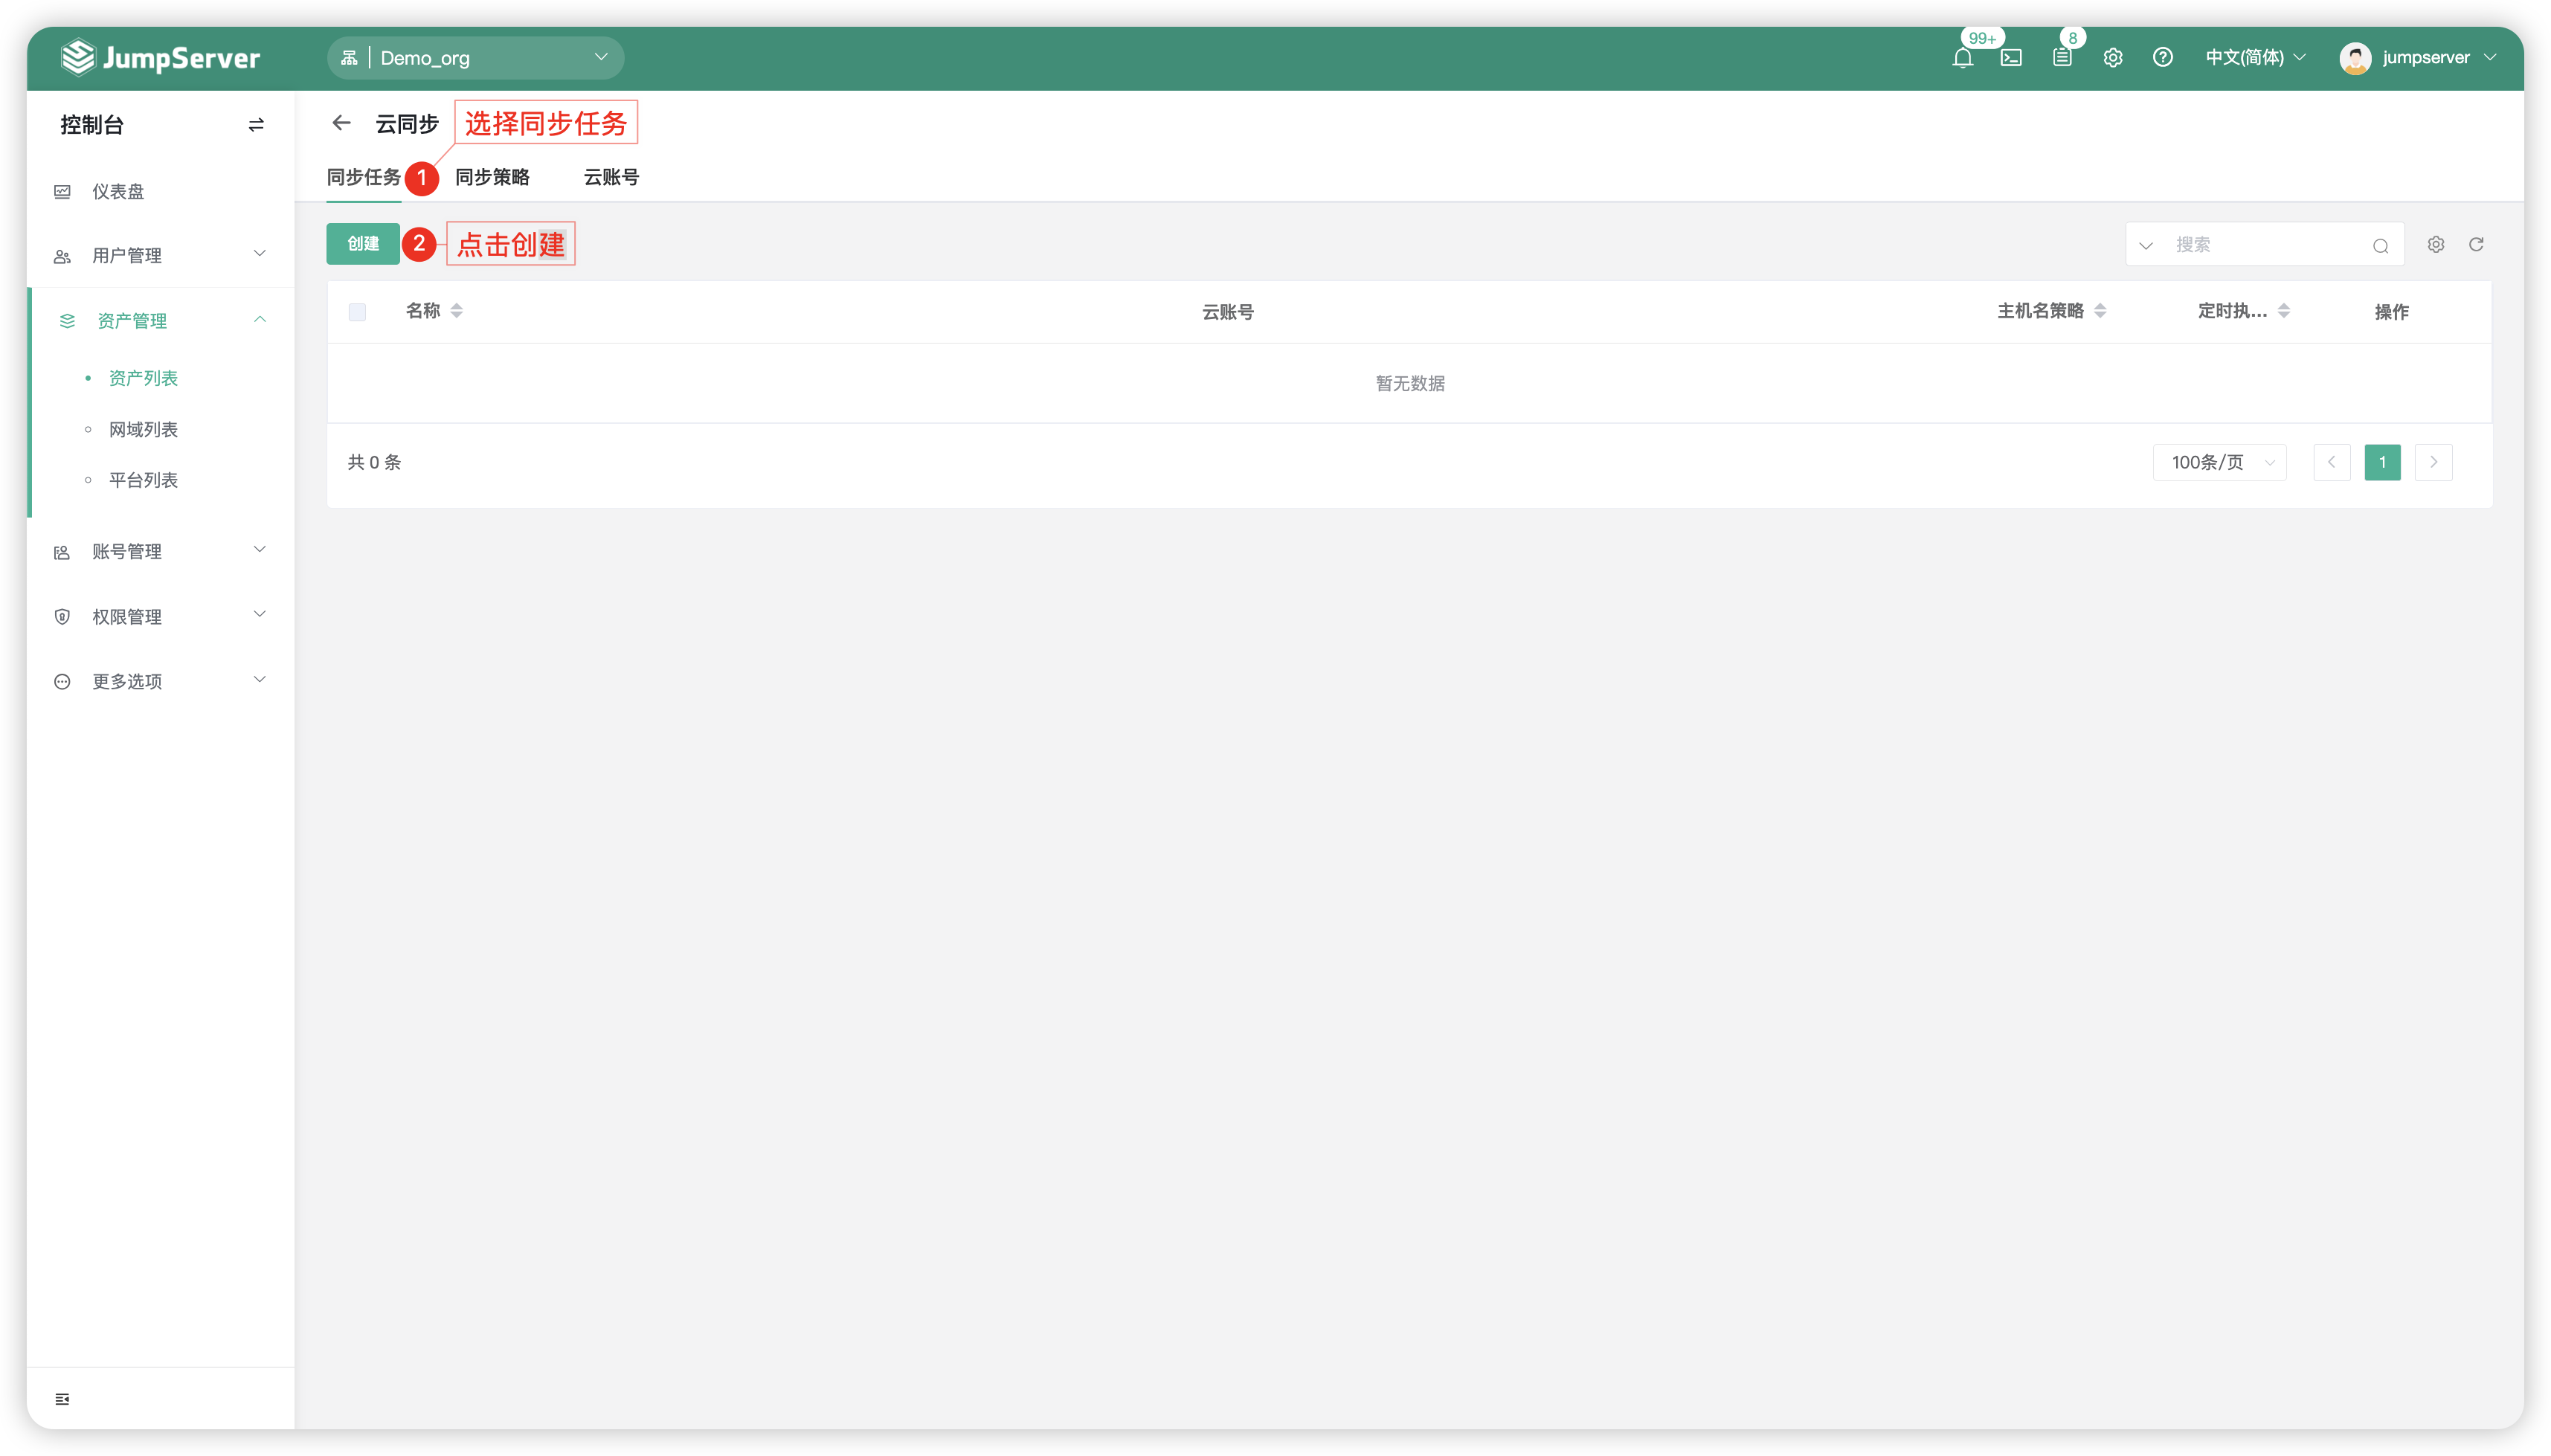 JumpServer
Demo_org
99+
8
中文(简体)
jumpserver
控制台
云同步
选择同步任务
同步任务
1
同步策略
云账号
仪表盘
用户管理
资产管理
资产列表
网域列表
平台列表
账号管理
权限管理
更多选项
创建
2
点击创建
搜索
名称
云账号
主机名策略
定时执...
操作
暂无数据
共 0 条
100条/页
1